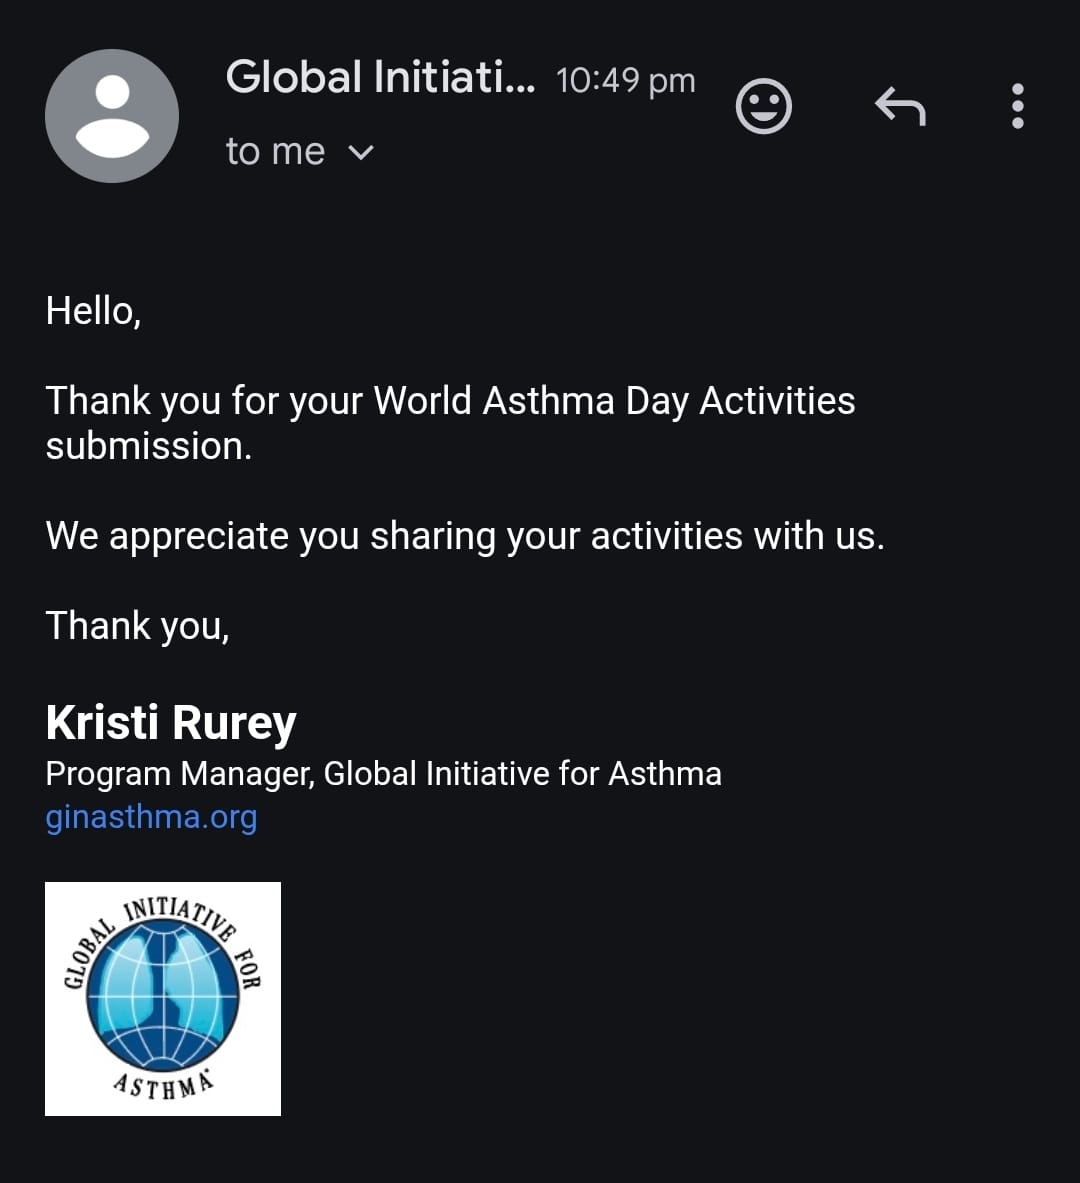 Global Initiati... 10:49 pm
to me
Hello,
Thank you for your World Asthma Day Activities
submission.
We appreciate you sharing your activities with us.
Thank you,
Kristi Rurey
Program Manager, Global Initiative for Asthma
ginasthma.org
GLOBAL INITIATIVE FOR
ASTHMA